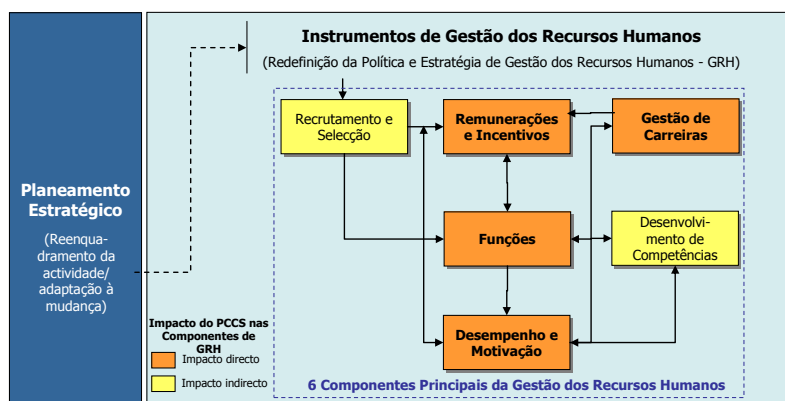 Instrumentos de Gestão dos Recursos Humanos
(Redefinição da Política e Estratégia de Gestão dos Recursos Humanos - GRH)
Recrutamento e
Selecção
Remunerações
e Incentivos
Gestão de
Carreiras
Planeamento
Estratégico
(Reenqua-
dramento da
actividade/
adaptação à
mudança)
Funções
Desenvolvi-
mento de
Competências
Desempenho e
Motivação
Impacto do PCCS nas
Componentes de
GRH
Impacto directo
Impacto indirecto
6 Componentes Principais da Gestão dos Recursos Humanos